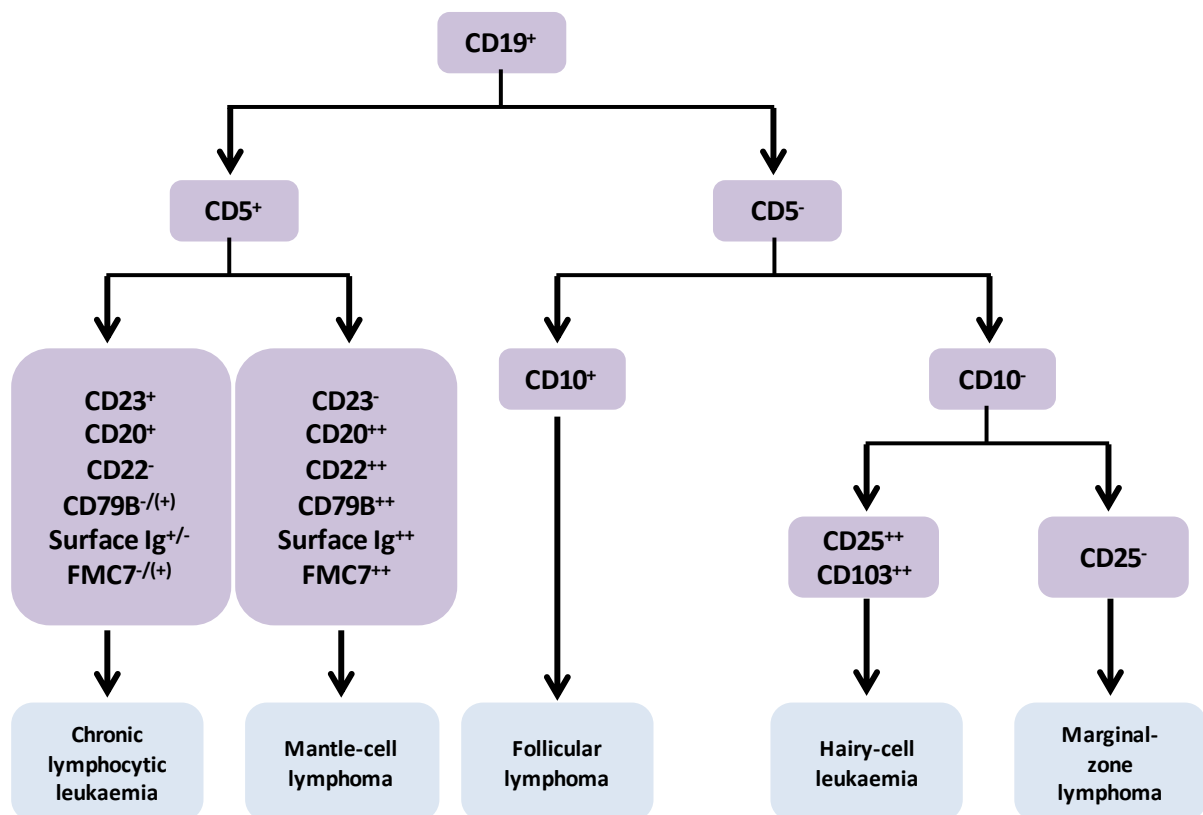 CD19⁺
CD5⁺
CD5⁻
CD23⁺
CD20⁺
CD22⁻
CD79B⁻/⁽⁺⁾
Surface Ig⁺/⁻
FMC7⁻/⁽⁺⁾
CD23⁻
CD20⁺⁺
CD22⁺⁺
CD79B⁺⁺
Surface Ig⁺⁺
FMC7⁺⁺
CD10⁺
CD10⁻
CD25⁺⁺
CD103⁺⁺
CD25⁻
Chronic
lymphocytic
leukaemia
Mantle-cell
lymphoma
Follicular
lymphoma
Hairy-cell
leukaemia
Marginal-
zone
lymphoma